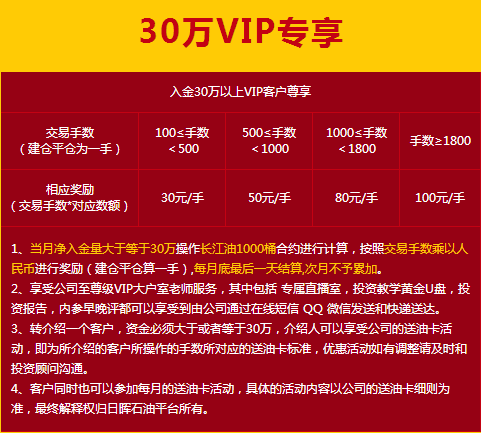 30万VIP专享
入金30万以上VIP客户尊享
交易手数 100≤手数 500≤手数 1000≤手数 手数≥1800
（建仓平仓为一手） ＜500 ＜1000 ＜1800
相应奖励 30元/手 50元/手 80元/手 100元/手
（交易手数*对应数额）
1、当月净入金量大于等于30万操作长江油1000桶合约进行计算，按照交易手数乘以人
民币进行奖励（建仓平仓算一手）,每月底最后一天结算,次月不予累加。
2、享受公司至尊级VIP大户室老师服务，其中包括 专属直播室，投资教学黄金U盘，投
资报告，内参早晚评都可以享受到由公司通过在线短信 QQ 微信发送和快递送达。
3、转介绍一个客户，资金必须大于或者等于30万，介绍人可以享受公司的送油卡活
动，即为所介绍的客户所操作的手数所对应的送油卡标准，优惠活动如有调整请及时和
投资顾问沟通。
4、客户同时也可以参加每月的送油卡活动，具体的活动内容以公司的送油卡细则为
准，最终解释权归日晖石油平台所有。